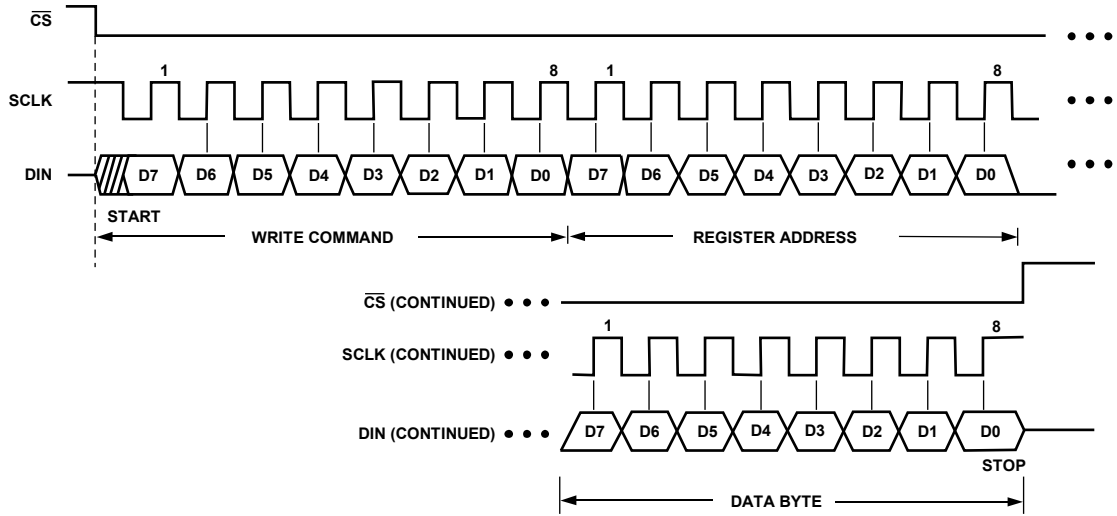 CS
1 8 1 8
SCLK
DIN D7 D6 D5 D4 D3 D2 D1 D0 D7 D6 D5 D4 D3 D2 D1 D0
START
WRITE COMMAND REGISTER ADDRESS
CS (CONTINUED)
1 8
SCLK (CONTINUED)
DIN (CONTINUED) D7 D6 D5 D4 D3 D2 D1 D0
STOP
DATA BYTE